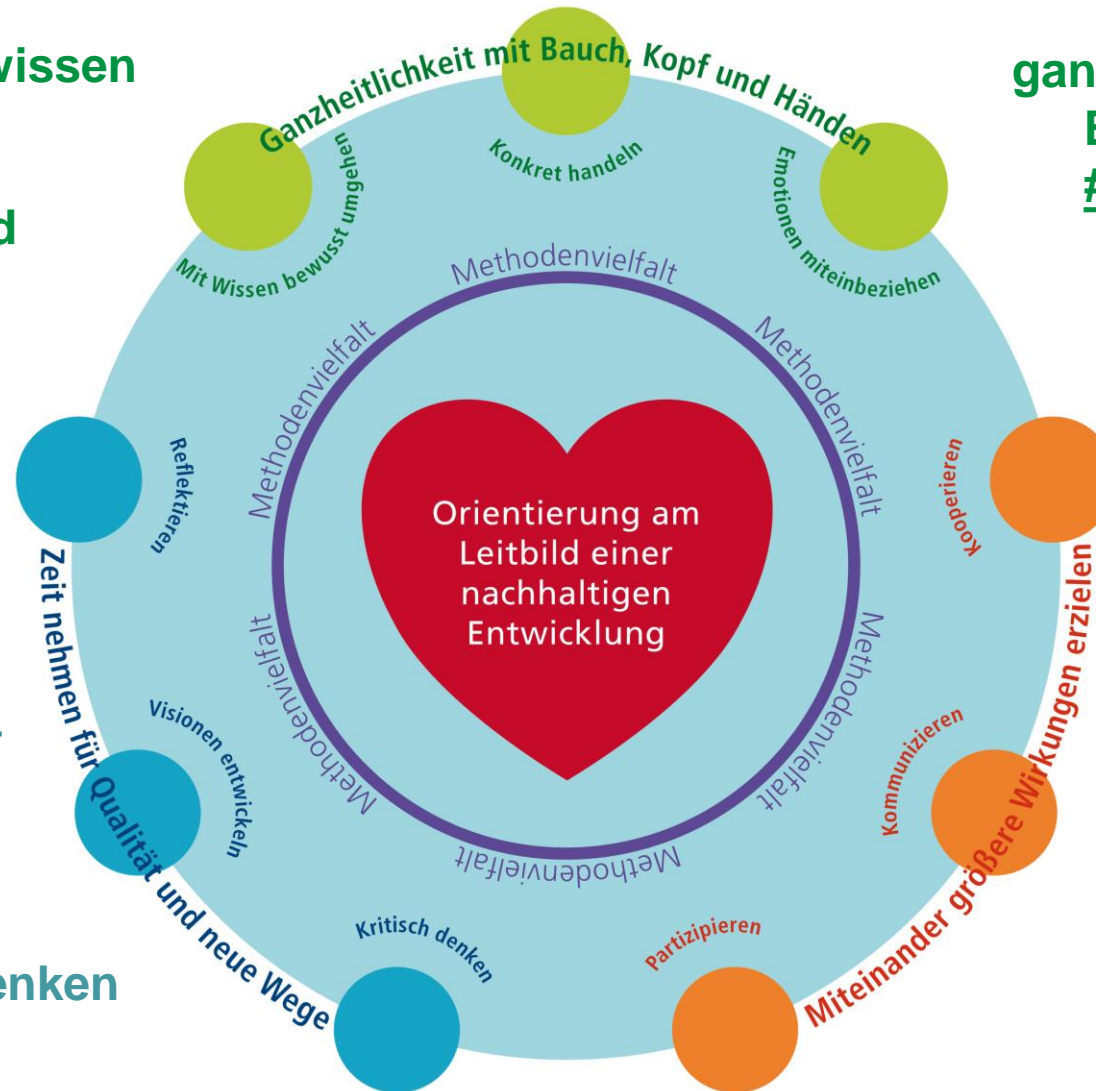 wissen
d
enken
gan
E
#
Ganzheitlichkeit mit Bauch, Kopf und Händen
Mit Wissen bewusst umgehen
Konkret handeln
Emotionen miteinbeziehen
Methodenvielfalt
Methodenvielfalt
Methodenvielfalt
Methodenvielfalt
Methodenvielfalt
Methodenvielfalt
Methodenvielfalt
Orientierung am
Leitbild einer
nachhaltigen
Entwicklung
Kooperieren
Kommunizieren
Partizipieren
Miteinander größere Wirkungen erzielen
Reflektieren
Visionen entwickeln
Kritisch denken
Zeit nehmen für Qualität und neue Wege